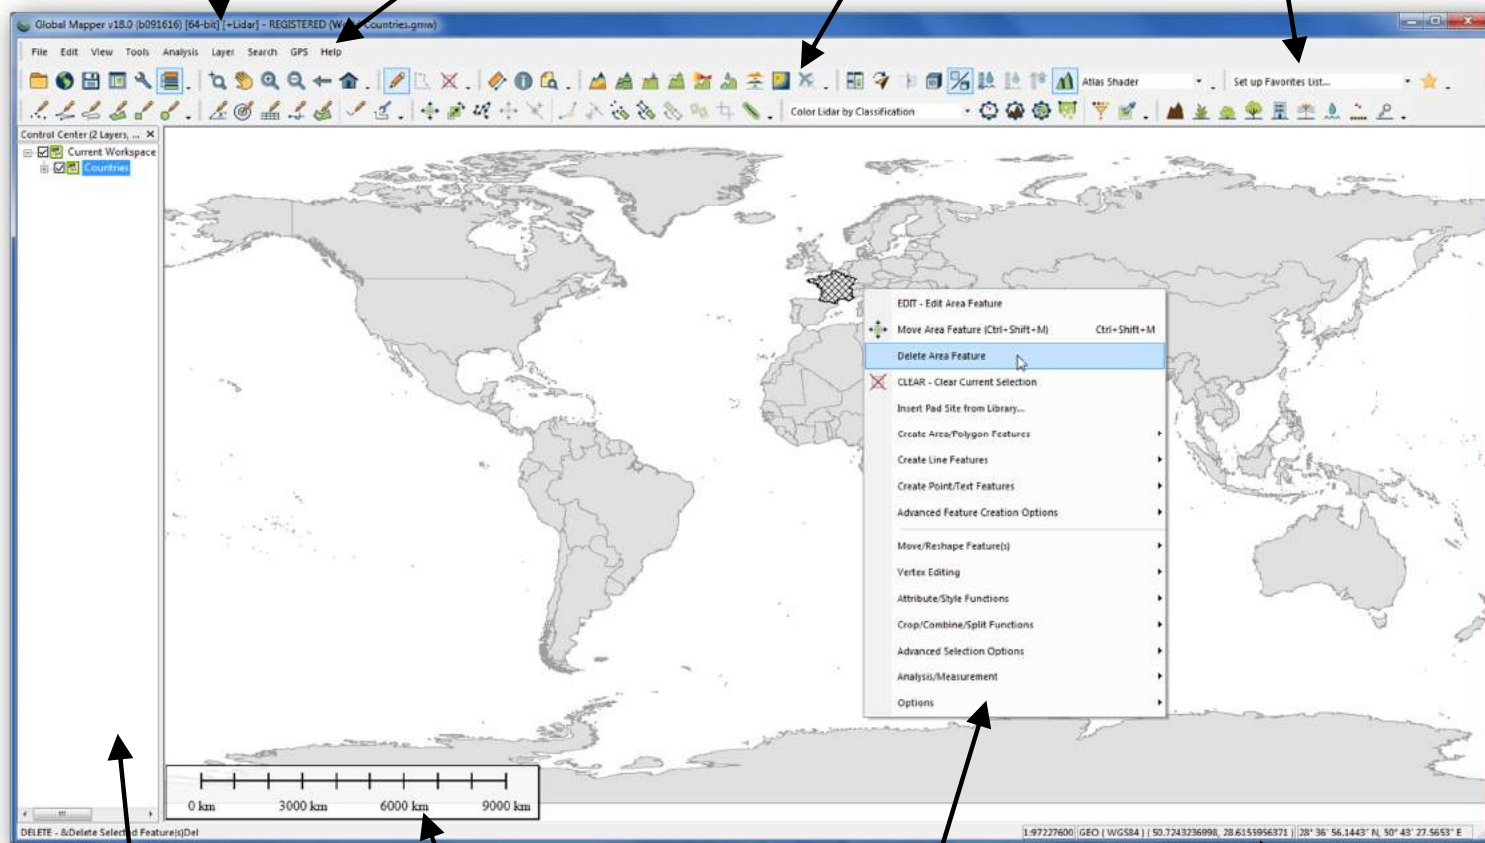 Global Mapper v18.0 (b091616) [64-bit] [+Lidar] - REGISTERED (Wo Countries.gmw)
File Edit View Tools Analysis Layer Search GPS Help
Atlas Shader
Set up Favorites List...
Color Lidar by Classification
Control Center (2 Layers, ...
Current Workspace
Countries
EDIT - Edit Area Feature
Move Area Feature (Ctrl+Shift+M) Ctrl+Shift+M
Delete Area Feature
CLEAR - Clear Current Selection
Insert Pad Site from Library...
Create Area/Polygon Features
Create Line Features
Create Point/Text Features
Advanced Feature Creation Options
Move/Reshape Feature(s)
Vertex Editing
Attribute/Style Functions
Crop/Combine/Split Functions
Advanced Selection Options
Analysis/Measurement
Options
0 km 3000 km 6000 km 9000 km
DELETE - &Delete Selected Feature(s)Del
1:97227600 GEO ( WGS84 ) ( 50.7243236998, 28.6155956371 ) 28° 36' 56.1443" N, 50° 43' 27.5653" E